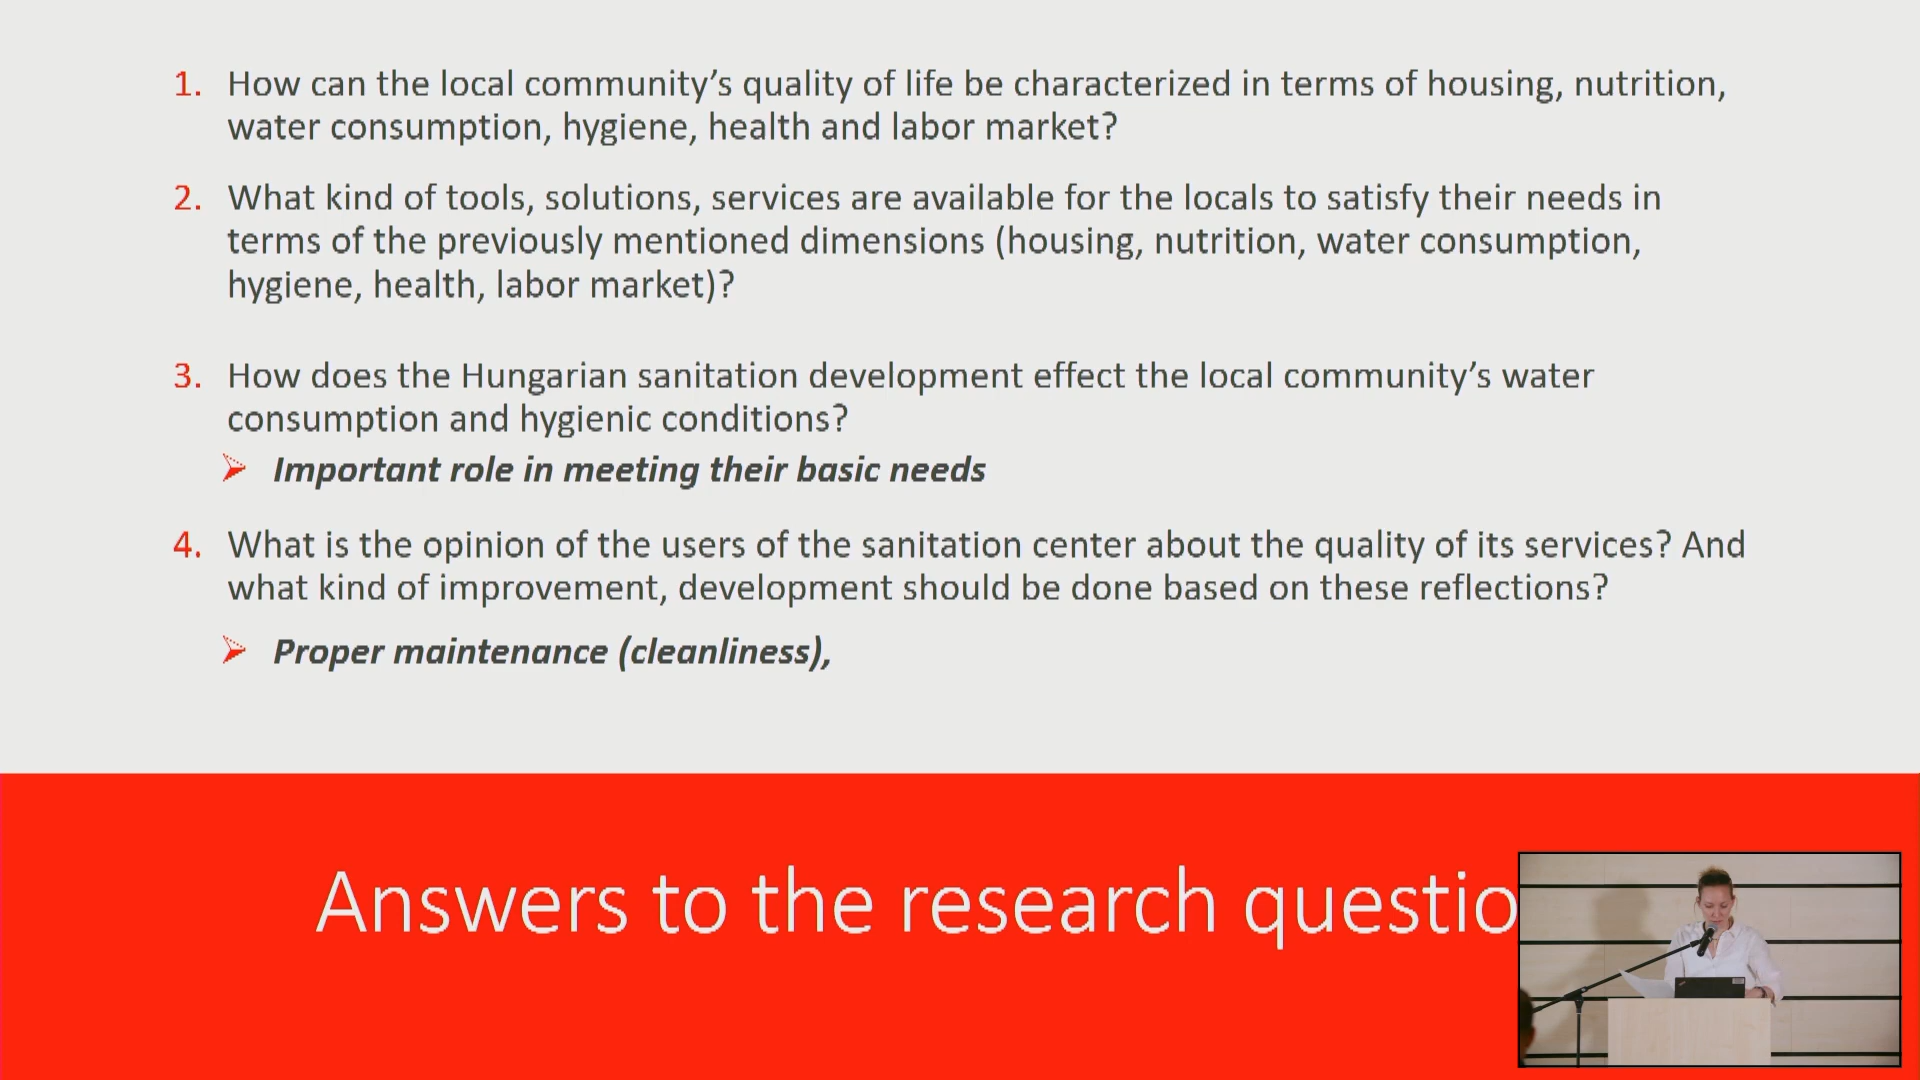 1. How can the local community’s quality of life be characterized in terms of housing, nutrition,
water consumption, hygiene, health and labor market?
2. What kind of tools, solutions, services are available for the locals to satisfy their needs in
terms of the previously mentioned dimensions (housing, nutrition, water consumption,
hygiene, health, labor market)?
3. How does the Hungarian sanitation development effect the local community’s water
consumption and hygienic conditions?
Important role in meeting their basic needs
4. What is the opinion of the users of the sanitation center about the quality of its services? And
what kind of improvement, development should be done based on these reflections?
Proper maintenance (cleanliness),
Answers to the research questio